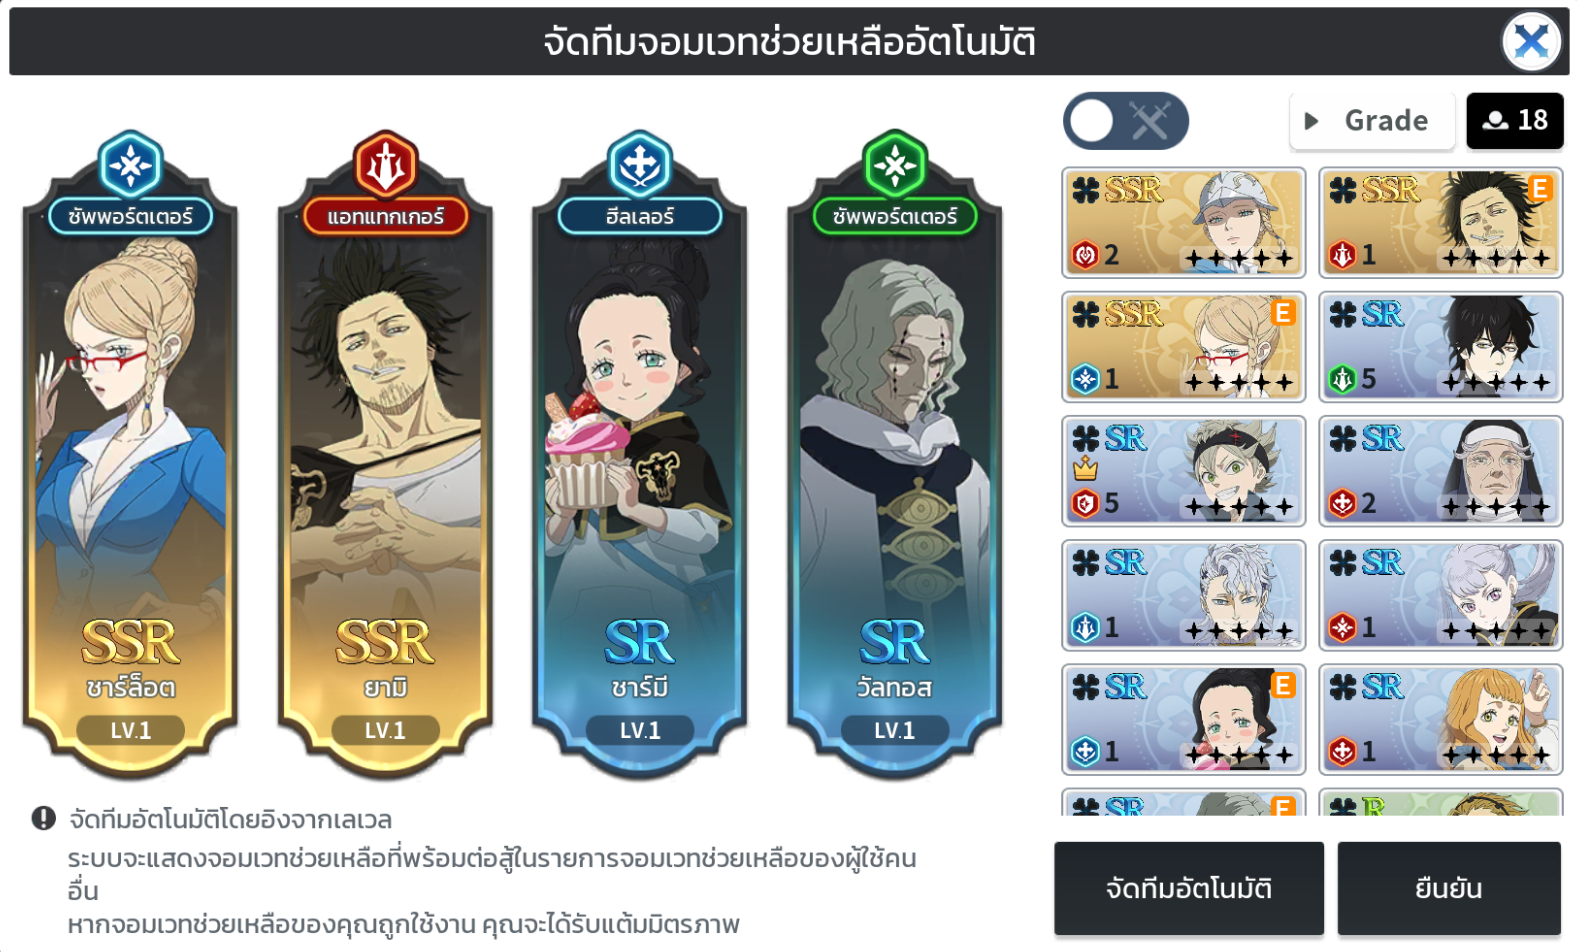 จัดทีมจอมเวทช่วยเหลืออัตโนมัติ
Grade
18
ซัพพอร์ตเตอร์
แอทแทกเกอร์
ฮีลเลอร์
ซัพพอร์ตเตอร์
SSR
ชาร์ล็อต
LV.1
SSR
ยามิ
LV.1
SR
ชาร์มี
LV.1
SR
วัลทอส
LV.1
SSR
2
SSR
E
1
SSR
E
1
SR
5
SR
5
SR
2
SR
1
SR
1
SR
E
1
SR
1
SR
E
R
จัดทีมอัตโนมัติโดยอิงจากเลเวล
ระบบจะแสดงจอมเวทช่วยเหลือที่พร้อมต่อสู้ในรายการจอมเวทช่วยเหลือของผู้ใช้คน
อื่น
หากจอมเวทช่วยเหลือของคุณถูกใช้งาน คุณจะได้รับแต้มมิตรภาพ
จัดทีมอัตโนมัติ
ยืนยัน